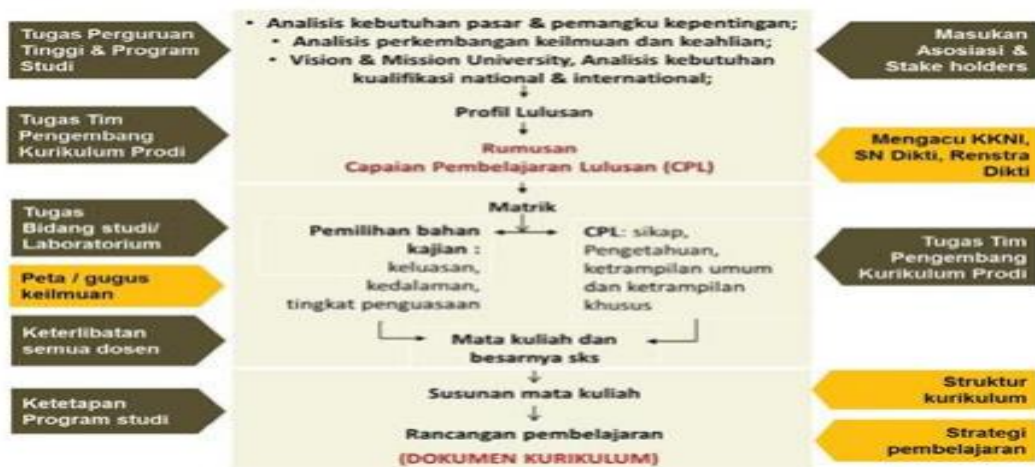 Tugas Perguruan
Tinggi & Program
Studi
• Analisis kebutuhan pasar & pemangku kepentingan;
• Analisis perkembangan keilmuan dan keahlian;
• Vision & Mission University, Analisis kebutuhan
kualifikasi national & international;
Masukan
Asosiasi &
Stake holders
Tugas Tim
Pengembang
Kurikulum Prodi
Profil Lulusan
Rumusan
Capaian Pembelajaran Lulusan (CPL)
Mengacu KKNI,
SN Dikti, Renstra
Dikti
Tugas
Bidang studi/
Laboratorium
Matrik
Pemilihan bahan
kajian :
keluasan,
kedalaman,
tingkat penguasaan
CPL: sikap,
Pengetahuan,
ketrampilan umum
dan ketrampilan
khusus
Tugas Tim
Pengembang
Kurikulum Prodi
Peta / gugus
keilmuan
Keterlibatan
semua dosen
Mata kuliah dan
besarnya sks
Ketetapan
Program studi
Susunan mata kuliah
Rancangan pembelajaran
(DOKUMEN KURIKULUM)
Struktur
kurikulum
Strategi
pembelajaran